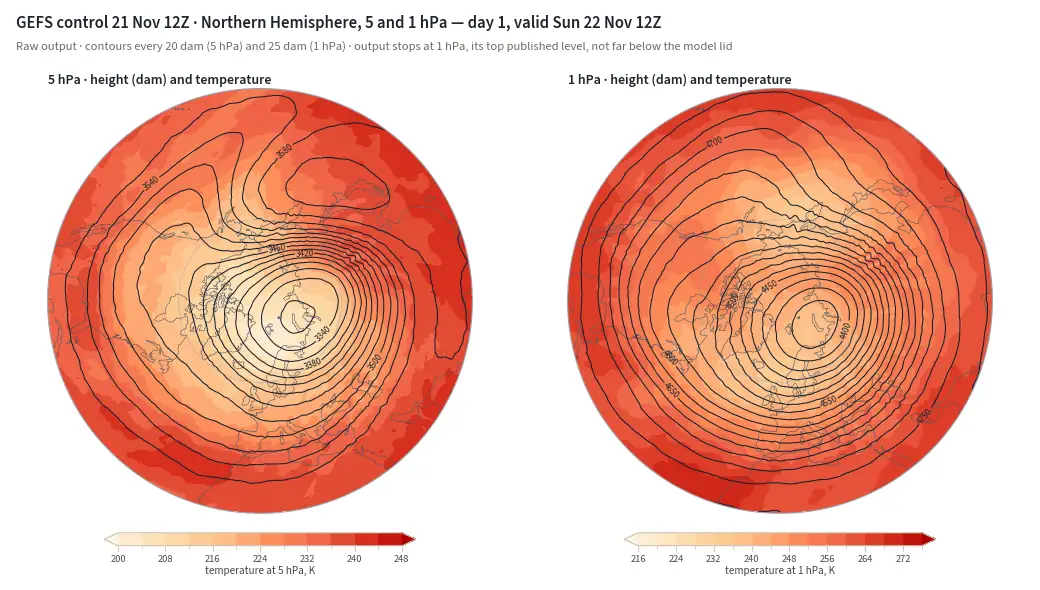 GEFS control 21 Nov 12Z · Northern Hemisphere, 5 and 1 hPa — day 1, valid Sun 22 Nov 12Z
Raw output · contours every 20 dam (5 hPa) and 25 dam (1 hPa) · output stops at 1 hPa, its top published level, not far below the model lid
5 hPa · height (dam) and temperature
1 hPa · height (dam) and temperature
3580
3540
3460
3420
3340
3380
3500
4700
4450
4400
4550
4550
4750
200 208 216 224 232 240 248
temperature at 5 hPa, K
216 224 232 240 248 256 264 272
temperature at 1 hPa, K